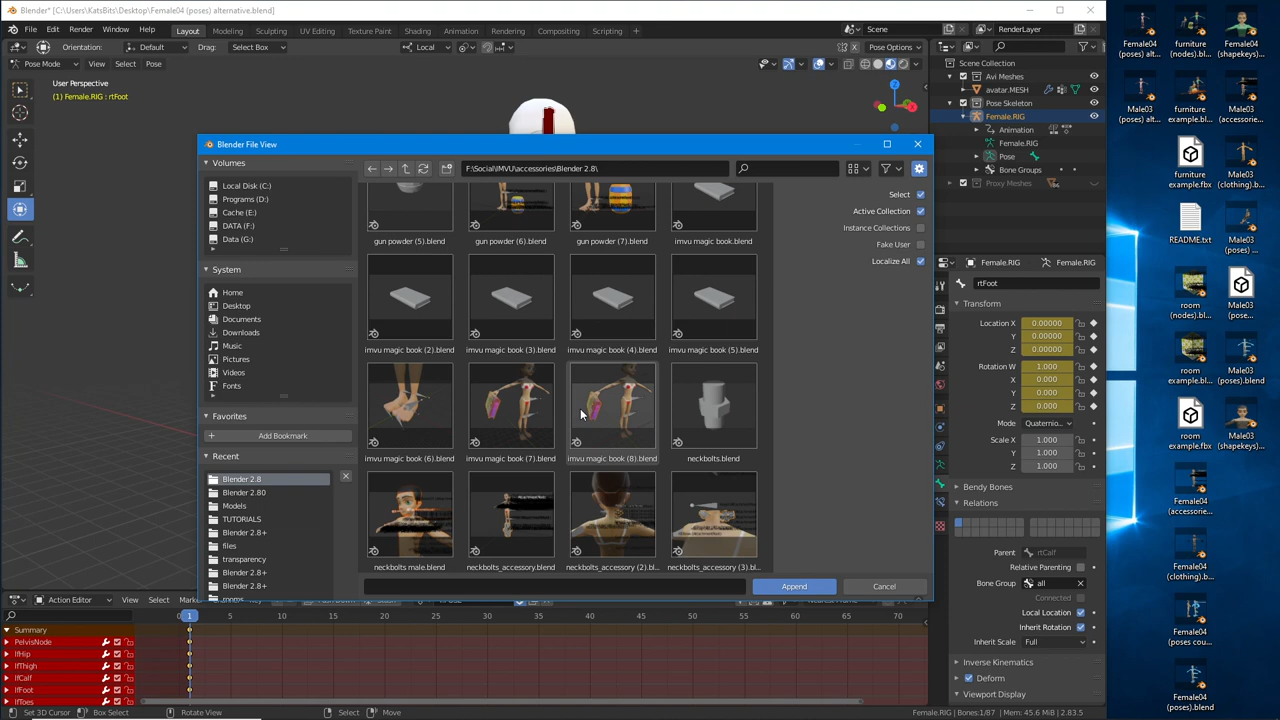 Blender* [C:\Users\KatsBits\Desktop\Female04 (poses) alternative.blend]
File Edit Render Window Help Layout Modeling Sculpting UV Editing Texture Paint Shading Animation Rendering Compositing Scripting + Scene RenderLayer
Orientation: Default Drag: Select Box Local Pose Options
Pose Mode View Select Pose
User Perspective
(1) Female.RIG : rtFoot
Scene Collection
Avi Meshes
avatar.MESH
Pose Skeleton
Female.RIG
Animation
Female.RIG
Pose
Bone Groups
Proxy Meshes
Blender File View
Volumes
F:\Social\IMVU\accessories\Blender 2.8\
Local Disk (C:)
Programs (D:)
Cache (E:)
DATA (F:)
Data (G:)
System
Home
Desktop
Documents
Downloads
Music
Pictures
Videos
Fonts
Favorites
Add Bookmark
Recent
Blender 2.8
Blender 2.80
Models
TUTORIALS
Blender 2.8+
files
transparency
Blender 2.8+
Blender 2.8+
rooms
gun powder (5).blend gun powder (6).blend gun powder (7).blend imvu magic book.blend
imvu magic book (2).blend imvu magic book (3).blend imvu magic book (4).blend imvu magic book (5).blend
imvu magic book (6).blend imvu magic book (7).blend imvu magic book (8).blend neckbolts.blend
neckbolts male.blend neckbolts_accessory.blend neckbolts_accessory (2).bl... neckbolts_accessory (3).bl...
Append Cancel
Select
Active Collection
Instance Collections
Fake User
Localize All
Female.RIG Female.RIG
rtFoot
Transform
Location X 0.00000
Y 0.00000
Z 0.00000
Rotation W 1.000
X 0.000
Y 0.000
Z 0.000
Mode Quaternio...
Scale X 1.000
Y 1.000
Z 1.000
Bendy Bones
Relations
Parent rtCalf
Relative Parenting
Bone Group all
Connected
Local Location
Inherit Rotation
Inherit Scale Full
Inverse Kinematics
Deform
Viewport Display
Action Editor View Select
1 5 10 15 20 25 30 35 40 45 50 55 60 65 70 75 80 85 90 95
Summary
PelvisNode
lfHip
lfThigh
lfCalf
lfFoot
lfToes
Set 3D Cursor Box Select Rotate View Select Move
Female.RIG | Bones:1/87 | Mem: 45.6 MiB | 2.83.5
Female04
(poses) alt...
furniture
(nodes).bl...
Female04
(shapekeys)...
Male03
(poses) alt...
furniture
example.bl...
Male03
(accessorie...
furniture
example.fbx
Male03
(clothing).b...
README.txt
Male03
(poses) ...
room
(nodes).bl...
Male03
(pose...
room
example.bl...
Male03
(poses).blend
room
example.fbx
Male03
(shapekeys)...
Female04
(accessorie...
Female04
(clothing).b...
Female04
(poses cou...
Female04
(poses).blend